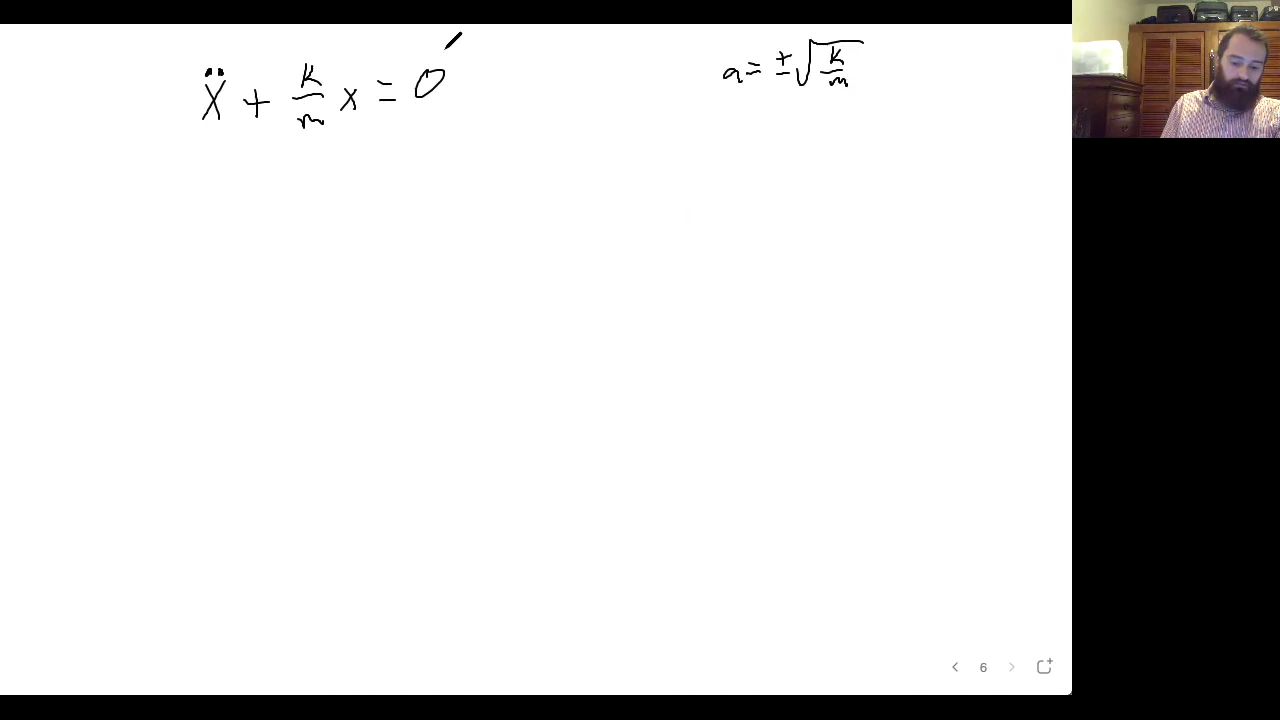 ẍ + k/m x = 0
a = ±√(k/m)
6